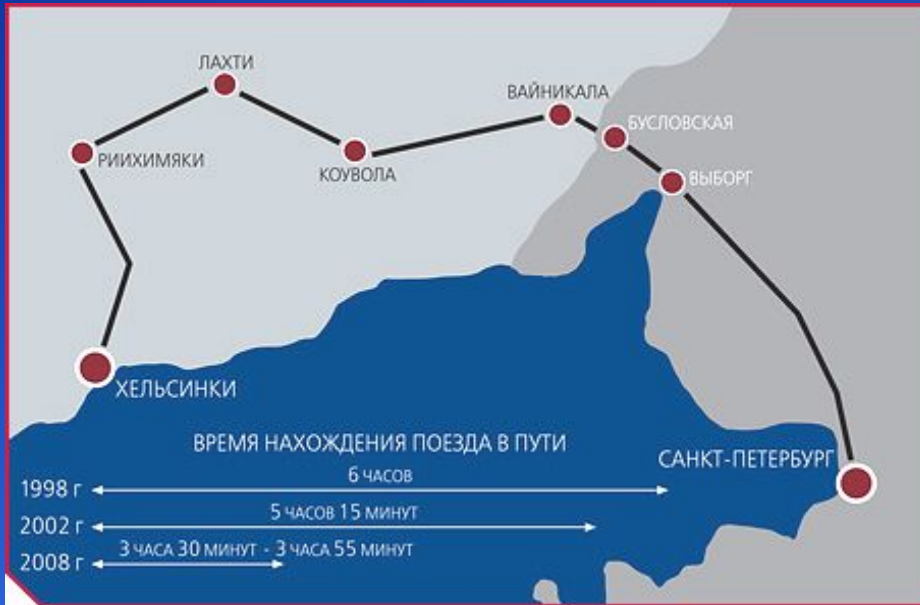 ЛАХТИ
ВАЙНИКАЛА
БУСЛОВСКАЯ
РИИХИМЯКИ
КОУВОЛА
ВЫБОРГ
ХЕЛЬСИНКИ
ВРЕМЯ НАХОЖДЕНИЯ ПОЕЗДА В ПУТИ
САНКТ-ПЕТЕРБУРГ
1998 г 6 ЧАСОВ
2002 г 5 ЧАСОВ 15 МИНУТ
2008 г 3 ЧАСА 30 МИНУТ - 3 ЧАСА 55 МИНУТ